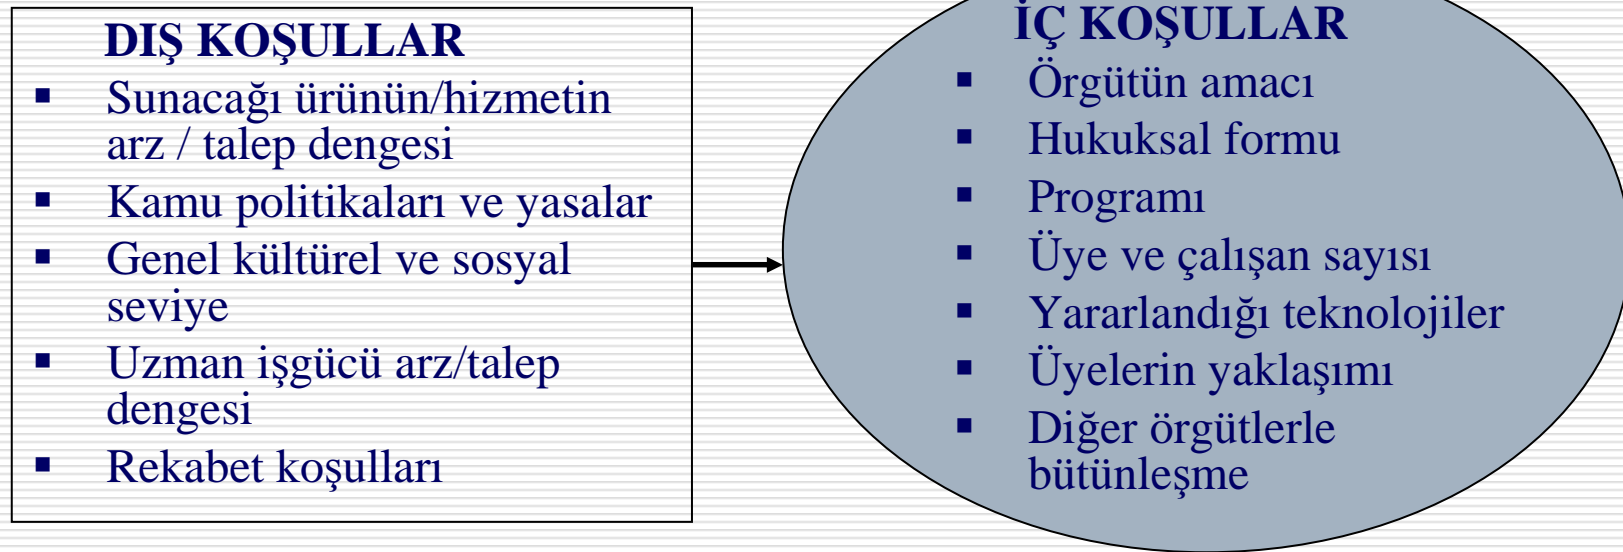 DIŞ KOŞULLAR
▪ Sunacağı ürünün/hizmetin
arz / talep dengesi
▪ Kamu politikaları ve yasalar
▪ Genel kültürel ve sosyal
seviye
▪ Uzman işgücü arz/talep
dengesi
▪ Rekabet koşulları
İÇ KOŞULLAR
▪ Örgütün amacı
▪ Hukuksal formu
▪ Programı
▪ Üye ve çalışan sayısı
▪ Yararlandığı teknolojiler
▪ Üyelerin yaklaşımı
▪ Diğer örgütlerle
bütünleşme